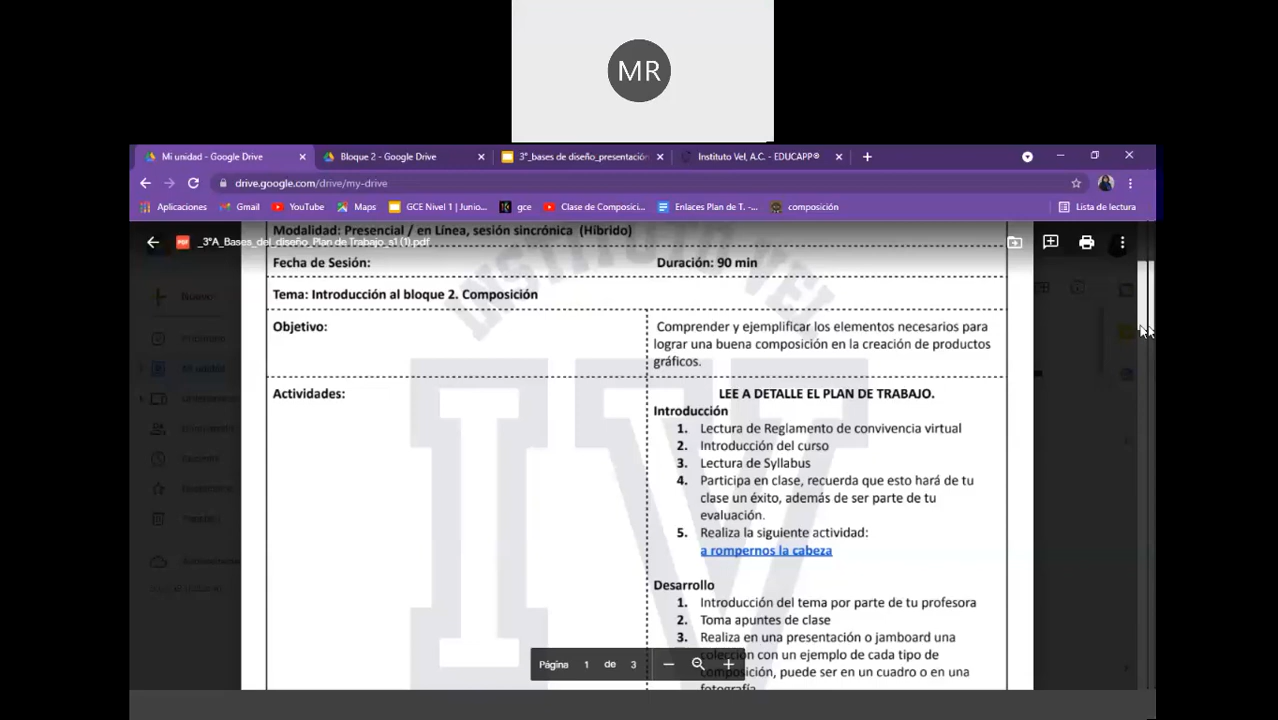 MR
Mi unidad - Google Drive
Bloque 2 - Google Drive
3°_bases de diseño_presentación
Instituto Vel, A.C. - EDUCAPP®
drive.google.com/drive/my-drive
Aplicaciones
Gmail
YouTube
Maps
GCE Nivel 1 | Junio...
gce
Clase de Composici...
Enlaces Plan de T. -...
composición
Lista de lectura
Modalidad: Presencial / en Línea, sesión sincrónica (Híbrido)
_3°A_Bases_del_diseño_Plan de Trabajo_s1 (1).pdf
Fecha de Sesión:
Duración: 90 min
INSTITUTO VEL
Tema: Introducción al bloque 2. Composición
Objetivo:
Comprender y ejemplificar los elementos necesarios para
lograr una buena composición en la creación de productos
gráficos.
Actividades:
LEE A DETALLE EL PLAN DE TRABAJO.
Introducción
1. Lectura de Reglamento de convivencia virtual
2. Introducción del curso
3. Lectura de Syllabus
4. Participa en clase, recuerda que esto hará de tu
clase un éxito, además de ser parte de tu
evaluación.
5. Realiza la siguiente actividad:
a rompernos la cabeza
IV
Desarrollo
1. Introducción del tema por parte de tu profesora
2. Toma apuntes de clase
3. Realiza en una presentación o jamboard una
colección con un ejemplo de cada tipo de
composición, puede ser en un cuadro o en una
fotografía
Página 1 de 3
Nuevo
Mi unidad